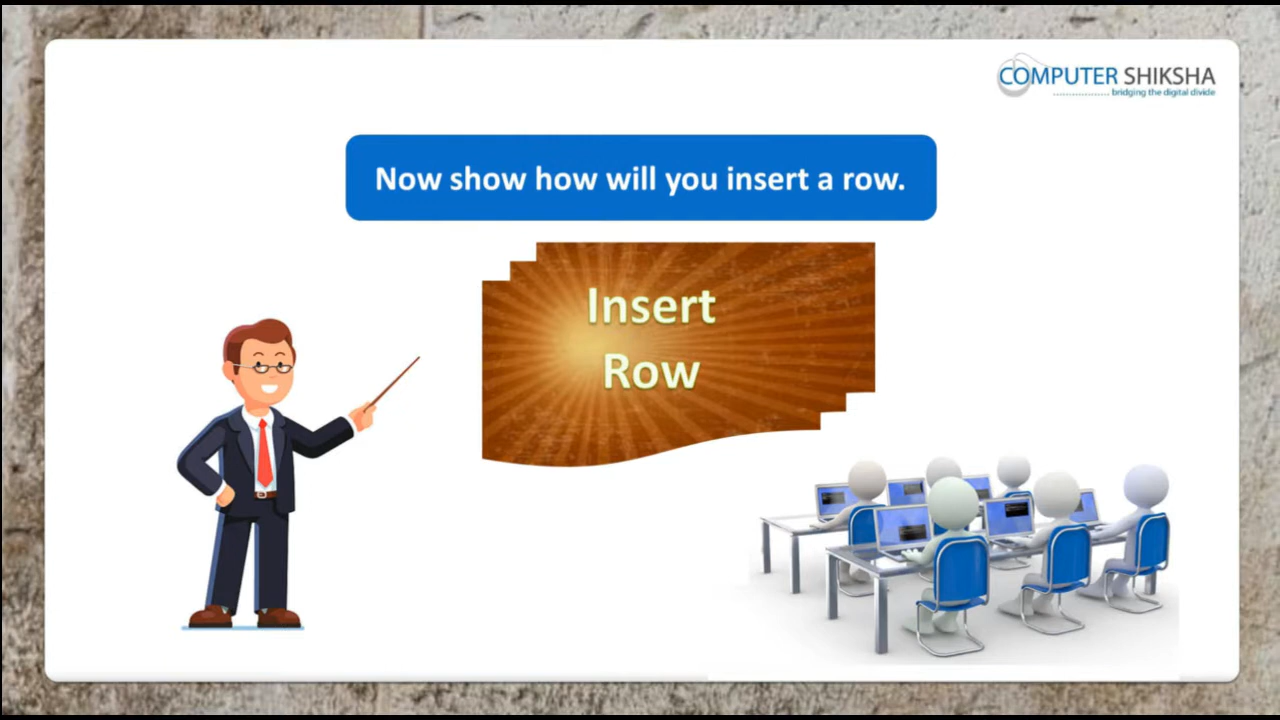 COMPUTER SHIKSHA
bridging the digital divide
Now show how will you insert a row.
Insert
Row